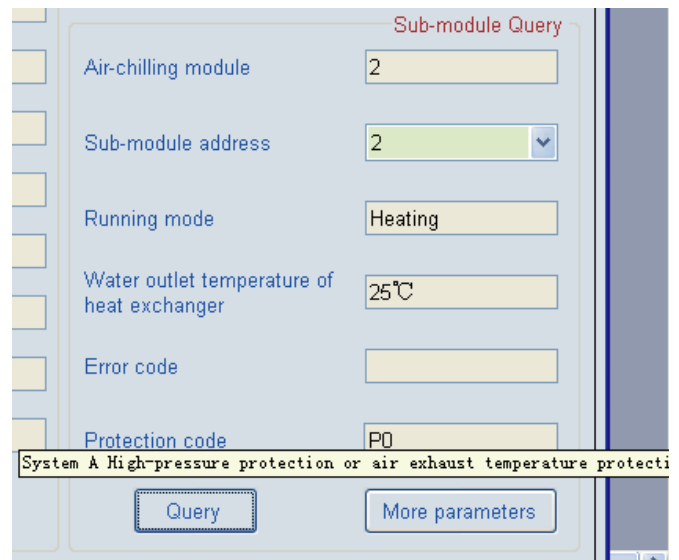 Sub-module Query
Air-chilling module
2
Sub-module address
2
Running mode
Heating
Water outlet temperature of
heat exchanger
25℃
Error code
Protection code
P0
System A High-pressure protection or air exhaust temperature protecti
Query
More parameters